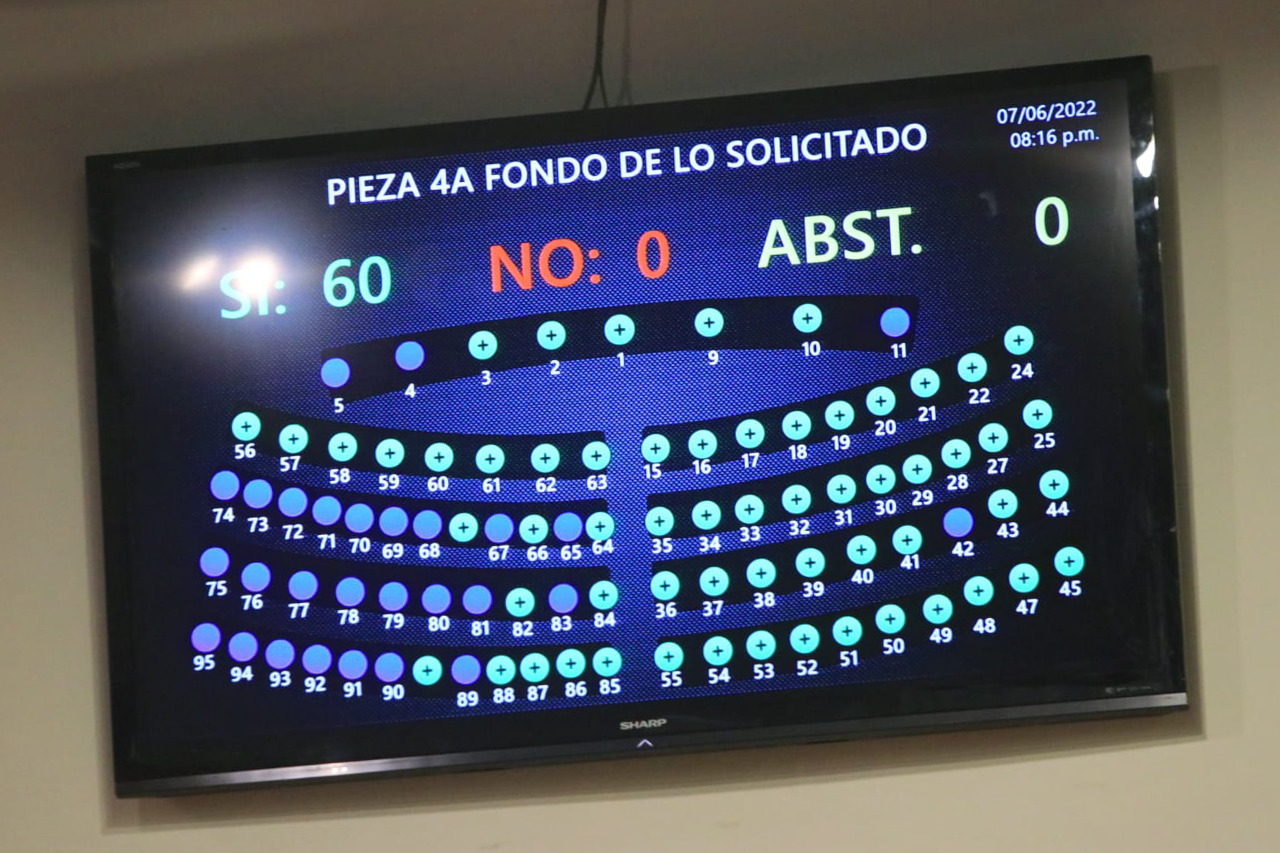 07/06/2022
08:16 p.m.
PIEZA 4A FONDO DE LO SOLICITADO
SI: 60 NO: 0 ABST. 0
5 4 3 2 1 9 10 11
56 57 58 59 60 61 62 63 15 16 17 18 19 20 21 22 24
74 73 72 71 70 69 68 67 66 65 64 35 34 33 32 31 30 29 28 27 25
75 76 77 78 79 80 81 82 83 84 36 37 38 39 40 41 42 43 44
95 94 93 92 91 90 89 88 87 86 85 55 54 53 52 51 50 49 48 47 45
SHARP